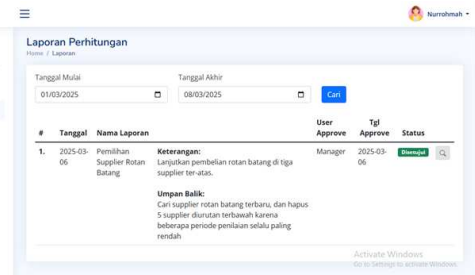 Nurrohmah
Laporan Perhitungan
Home / Laporan
Tanggal Mulai
Tanggal Akhir
01/03/2025
08/03/2025
Cari
# Tanggal Nama Laporan User Approve Tgl Approve Status
1. 2025-03-06
Pemilihan
Supplier Rotan
Batang
Keterangan:
Lanjutkan pembelian rotan batang di tiga
supplier ter-atas.
Umpan Balik:
Cari supplier rotan batang terbaru, dan hapus
5 supplier diurutan terbawah karena
beberapa periode penilaian selalu paling
rendah
Manager
2025-03-06
Disetujui
Activate Windows
Go to Settings to activate Windows.